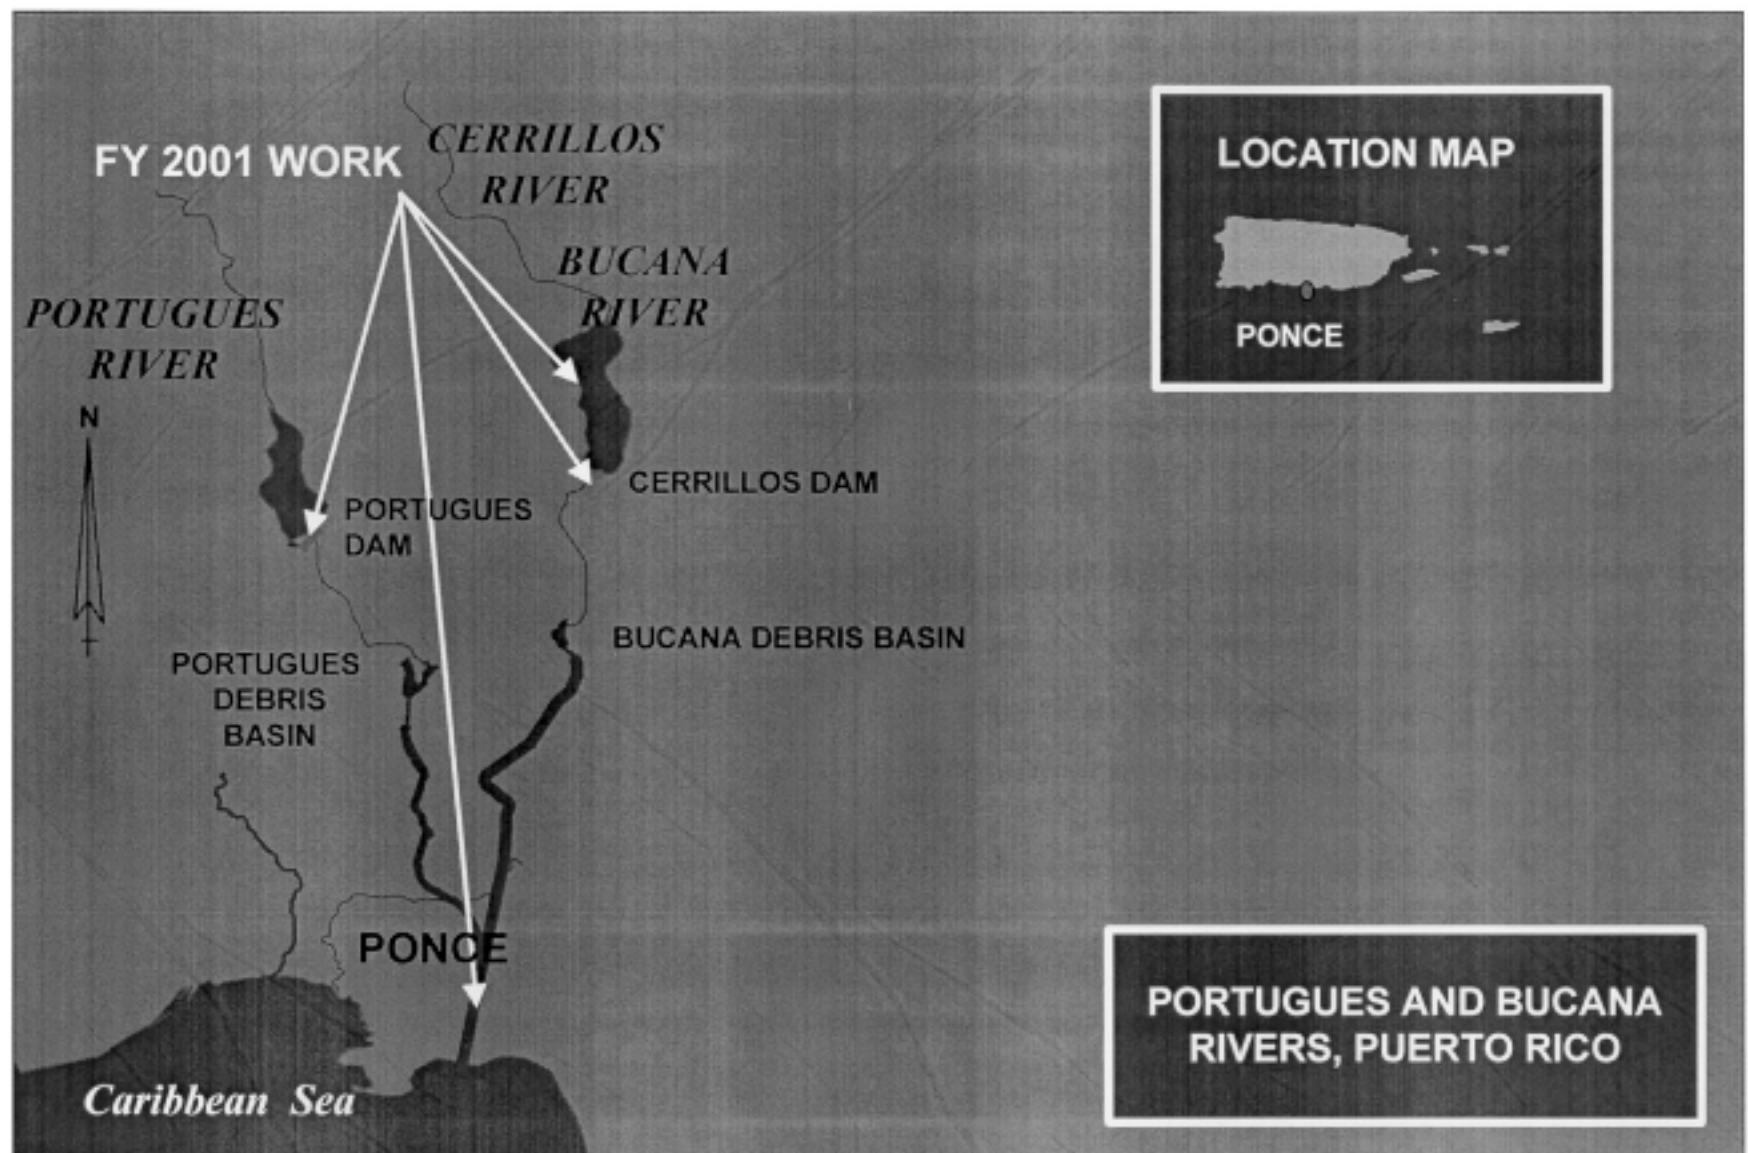 FY 2001 WORK
CERRILLOS
RIVER
BUCANA
RIVER
PORTUGUES
RIVER
N
CERRILLOS DAM
PORTUGUES
DAM
BUCANA DEBRIS BASIN
PORTUGUES
DEBRIS
BASIN
PONCE
Caribbean Sea
LOCATION MAP
PONCE
PORTUGUES AND BUCANA
RIVERS, PUERTO RICO